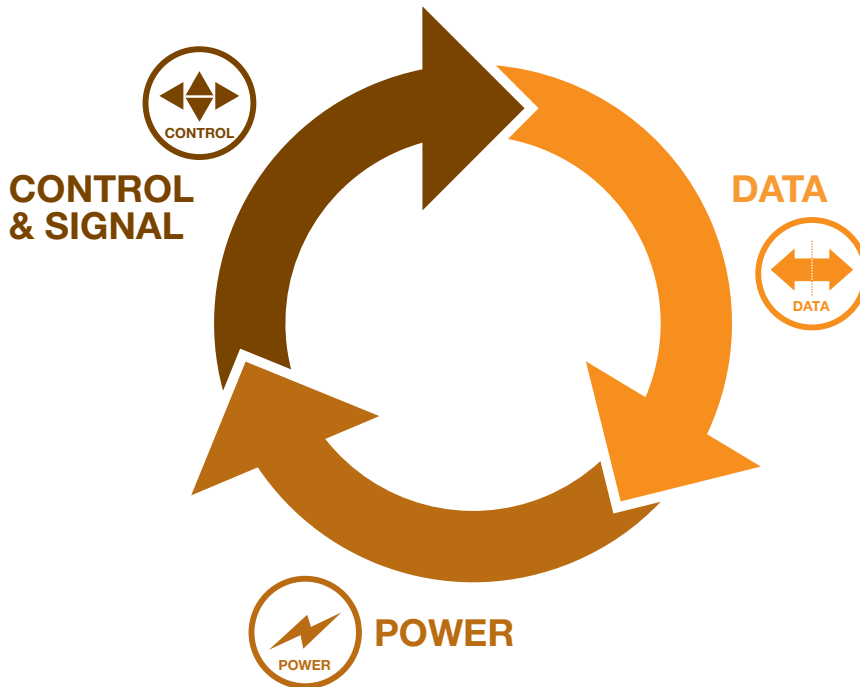 CONTROL
CONTROL
& SIGNAL
DATA
DATA
POWER
POWER